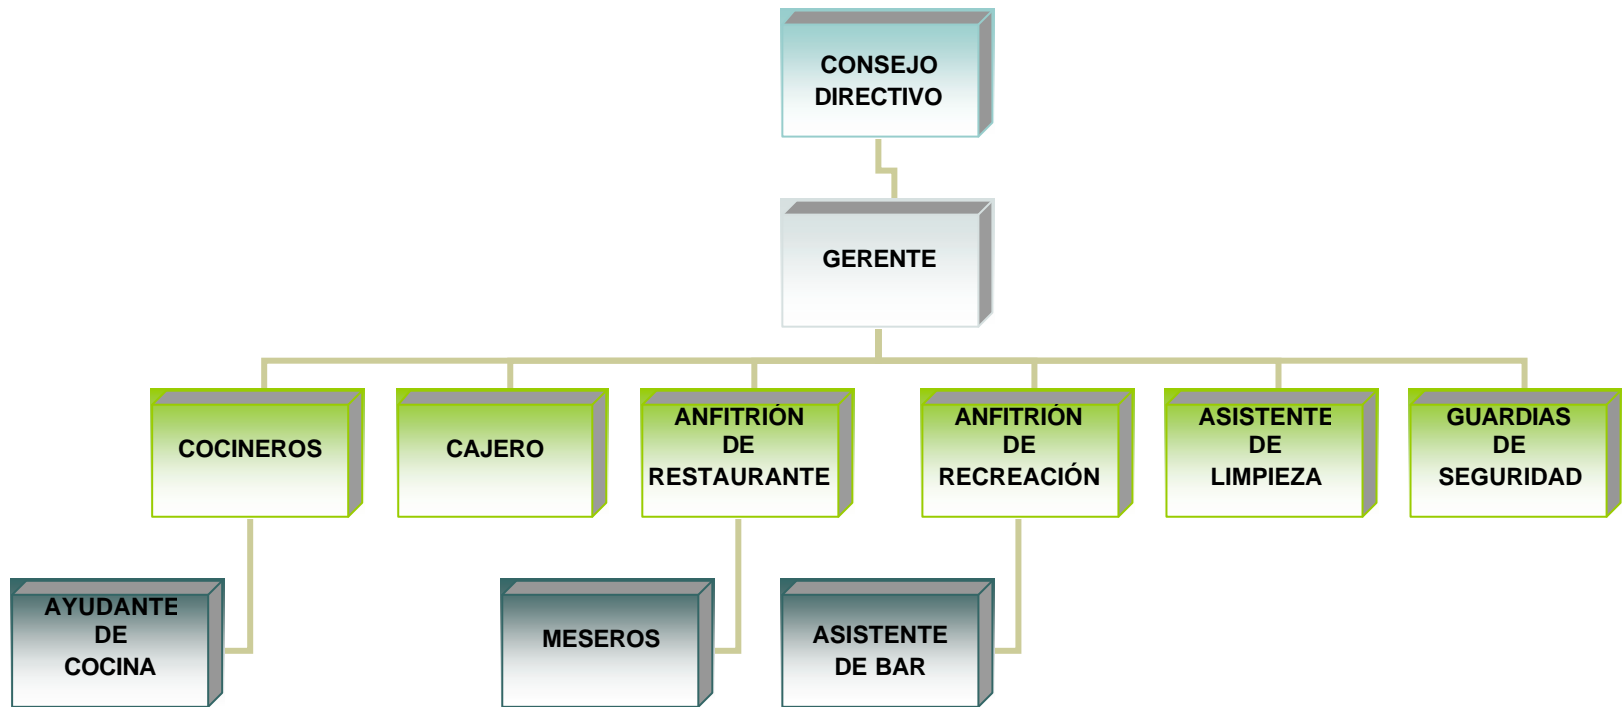 CONSEJO
DIRECTIVO
GERENTE
COCINEROS
CAJERO
ANFITRIÓN
DE
RESTAURANTE
ANFITRIÓN
DE
RECREACIÓN
ASISTENTE
DE
LIMPIEZA
GUARDIAS
DE
SEGURIDAD
AYUDANTE
DE
COCINA
MESEROS
ASISTENTE
DE BAR